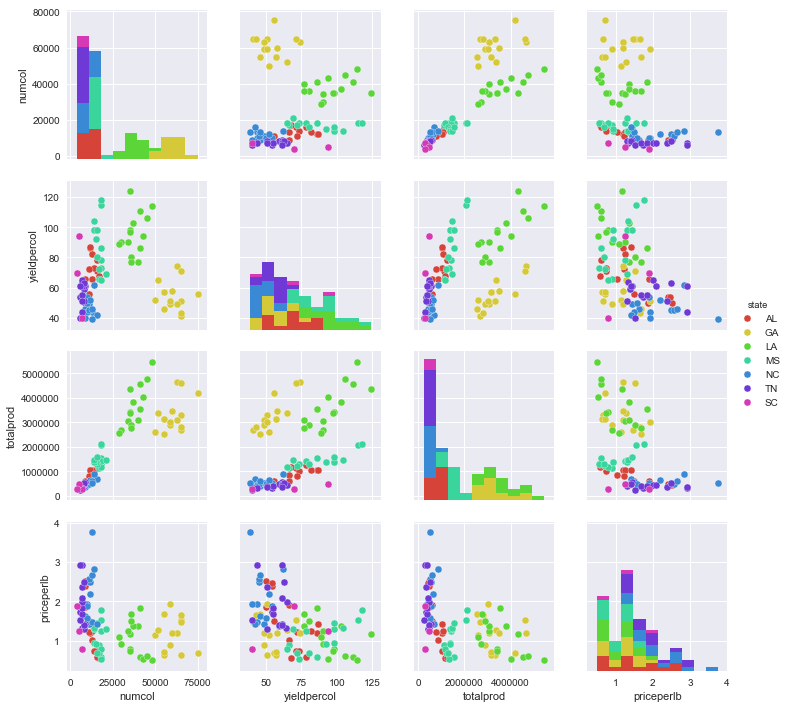 80000
60000
40000
20000
0
numcol
120
100
80
60
40
yieldpercol
5000000
4000000
3000000
2000000
1000000
0
totalprod
4
3
2
1
priceperlb
0 25000 50000 75000
numcol
50 75 100 125
yieldpercol
0 2000000 4000000
totalprod
1 2 3 4
priceperlb
state
AL
GA
LA
MS
NC
TN
SC